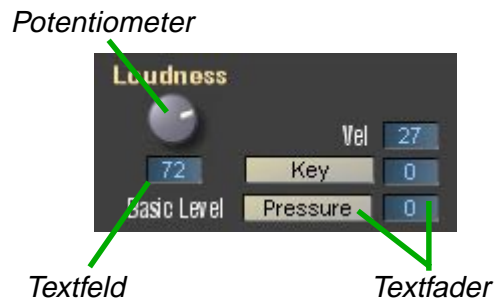 Potentiometer
Loudness
Vel 27
72 Key 0
Basic Level Pressure 0
Textfeld Textfader